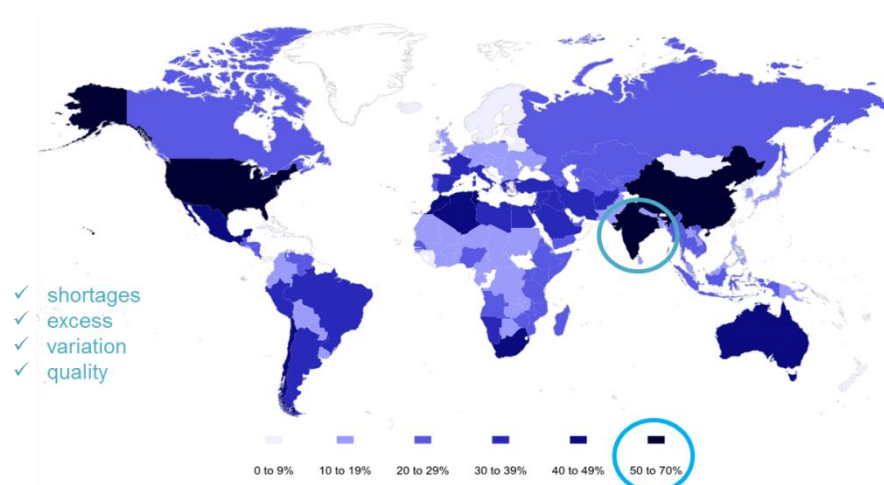 ✓ shortages
✓ excess
✓ variation
✓ quality
0 to 9%
10 to 19%
20 to 29%
30 to 39%
40 to 49%
50 to 70%